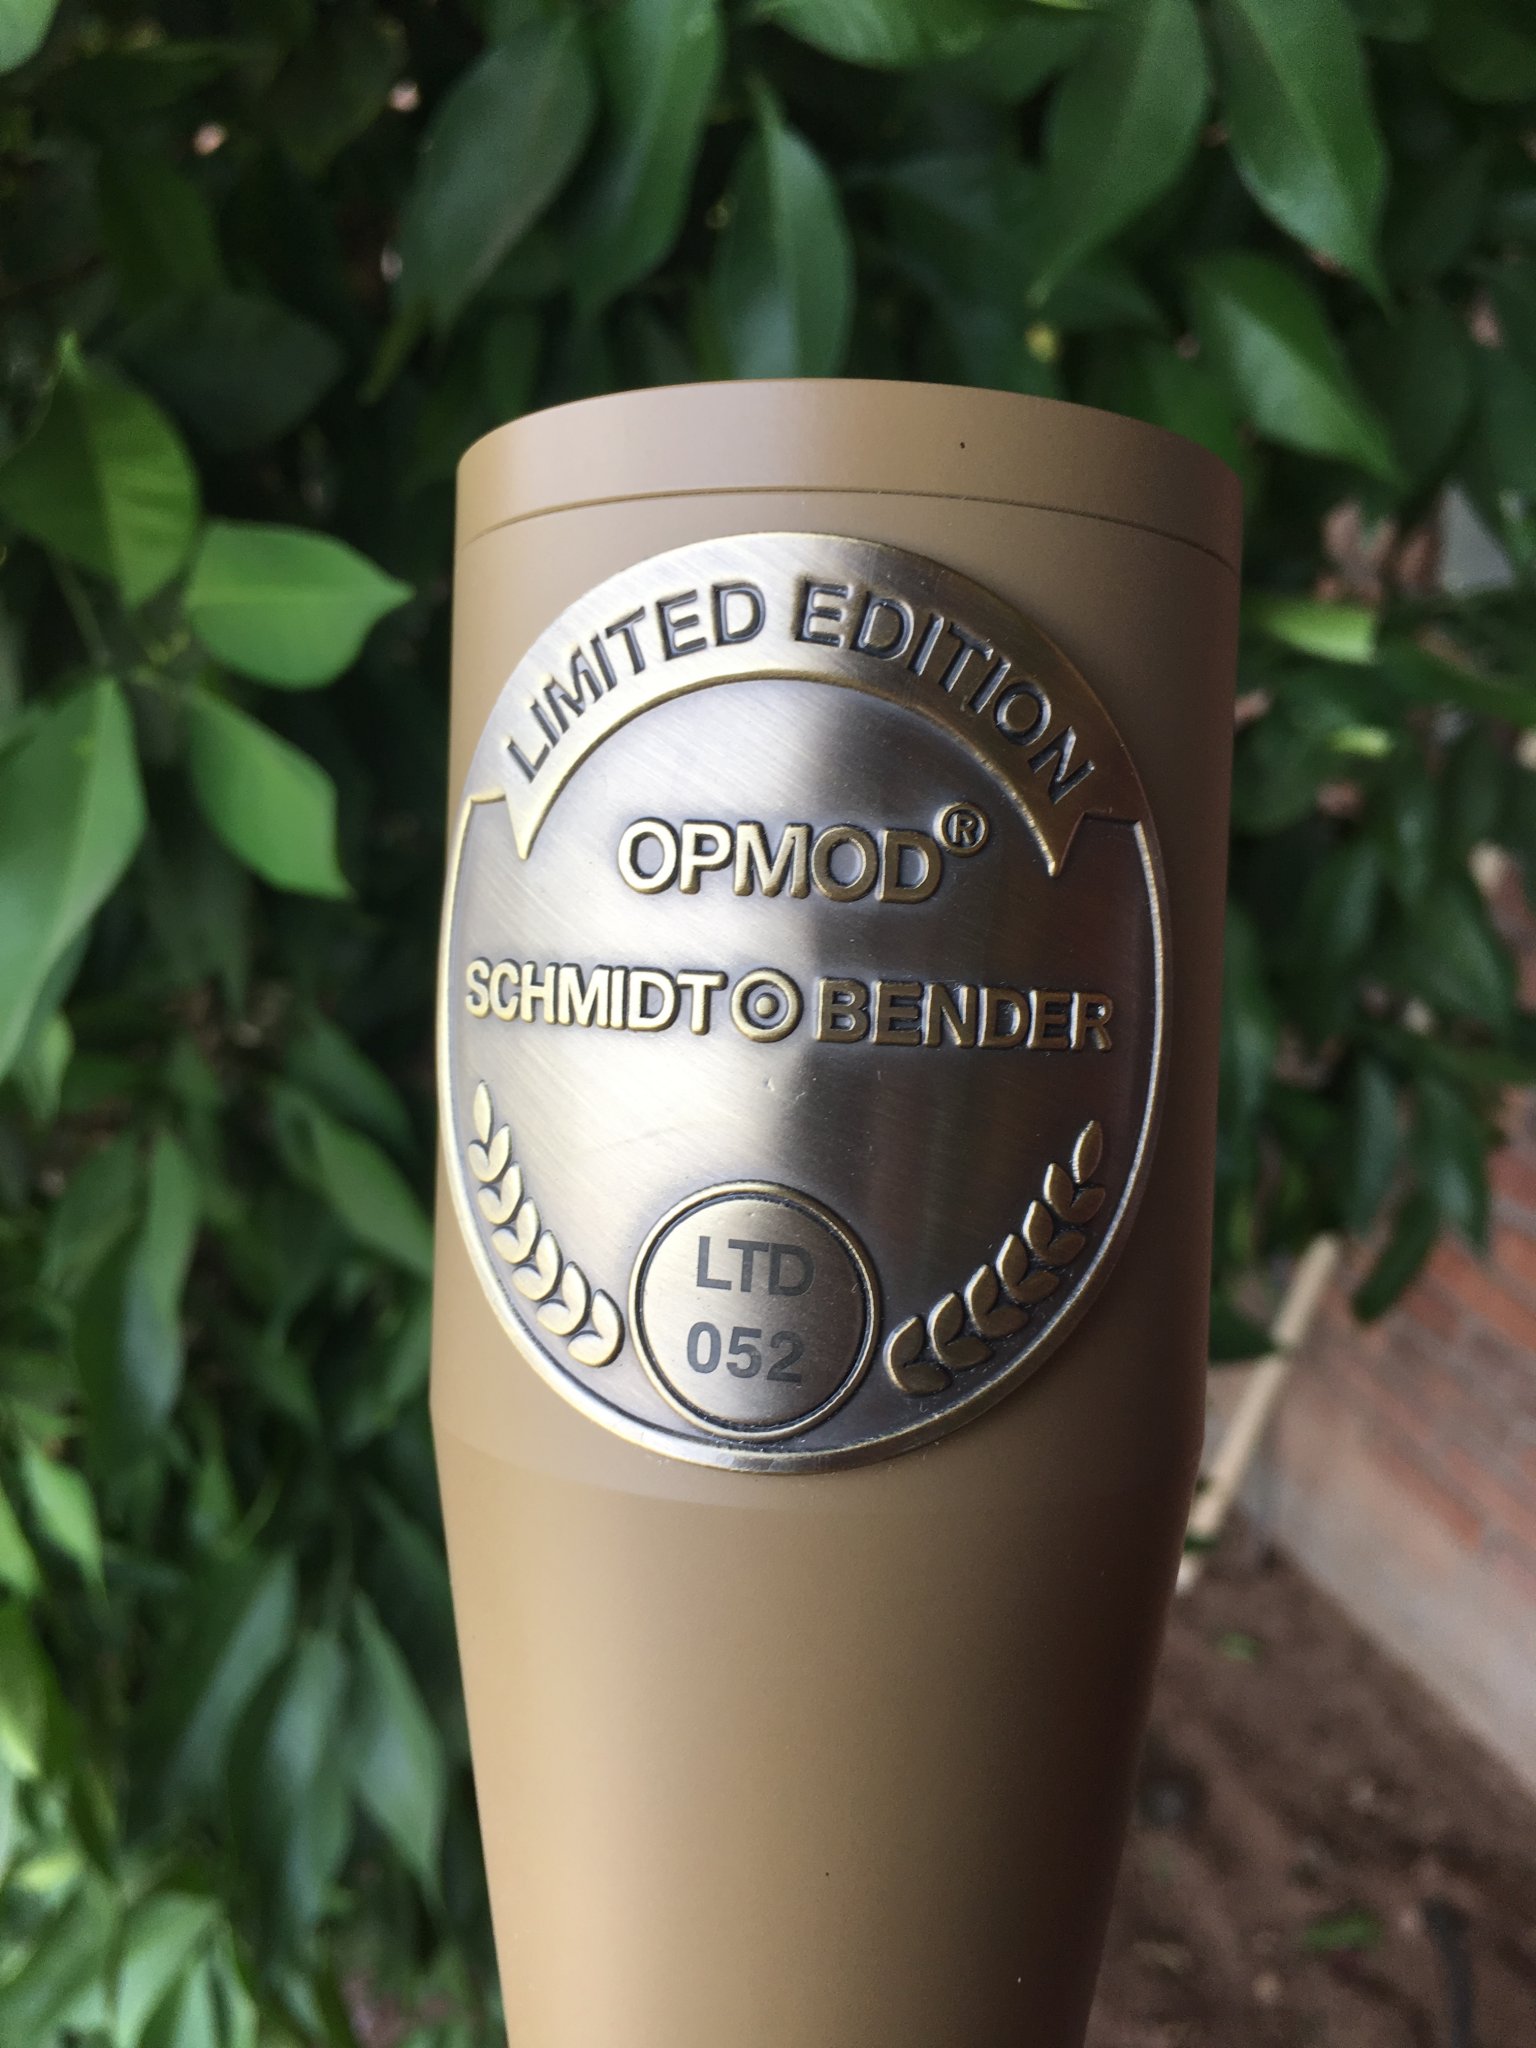 LIMITED EDITION
OPMOD®
SCHMIDT BENDER
LTD
052